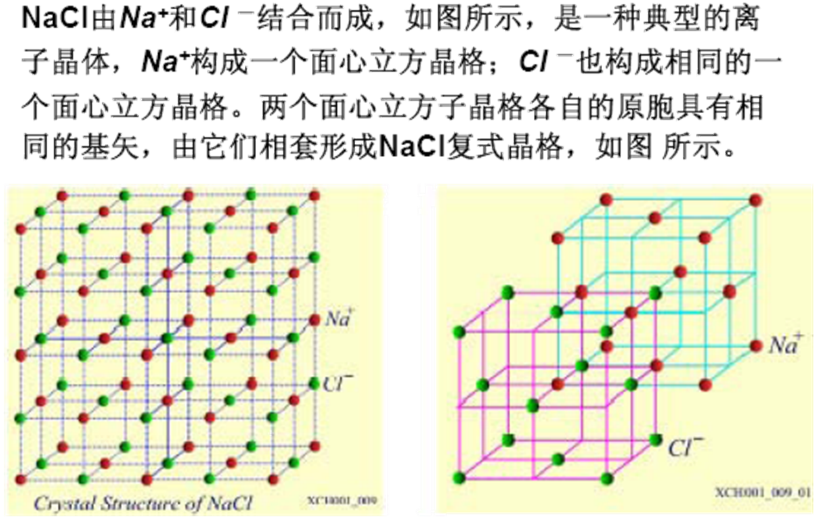 NaCl由Na+和Cl －结合而成，如图所示，是一种典型的离
子晶体，Na+构成一个面心立方晶格；Cl －也构成相同的一
个面心立方晶格。两个面心立方子晶格各自的原胞具有相
同的基矢，由它们相套形成NaCl复式晶格，如图 所示。
Na+
Cl−
Crystal Structure of NaCl
XCH001_009
Na+
Cl−
XCH001_009_01